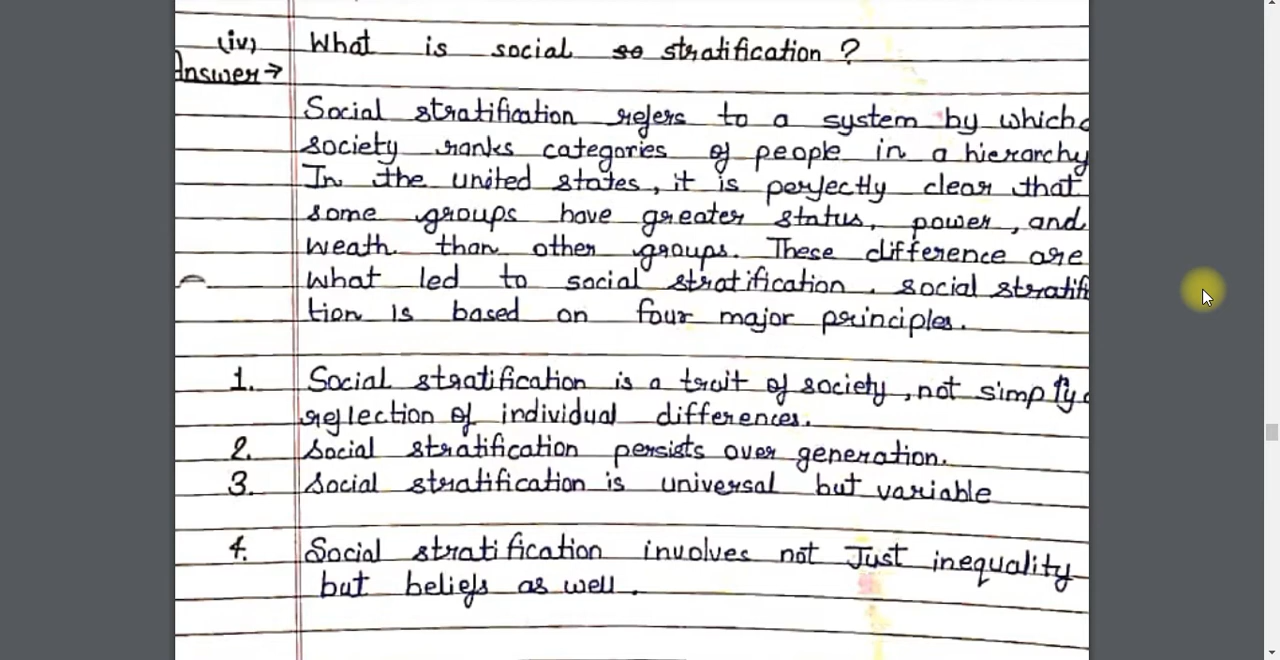 (iv) What is social so stratification ?
Answer →
Social stratification refers to a system by which
society ranks categories of people in a hierarchy
In the united states, it is perfectly clear that
some groups have greater status, power, and
weath than other groups. These difference are
what led to social stratification. social stratifi
tion is based on four major principles.
1. Social stratification is a trait of society, not simply a
reflection of individual differences.
2. Social stratification persists over generation.
3. Social stratification is universal but variable
4. Social stratification involves not Just inequality
but beliefs as well.